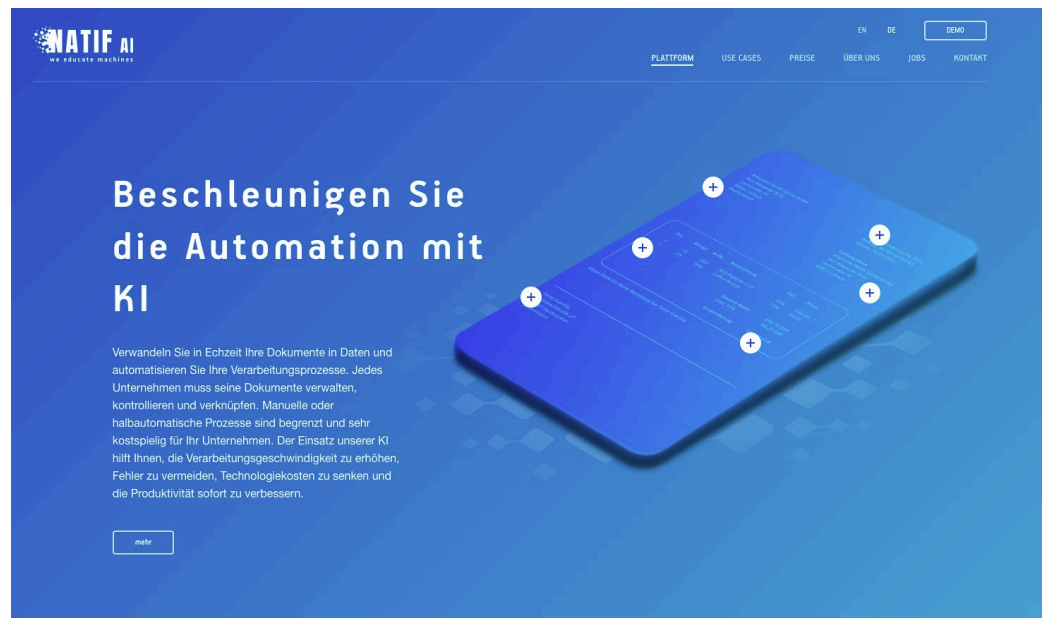 NATIF AI
we educate machines
EN DE DEMO
PLATTFORM USE CASES PREISE ÜBER UNS JOBS KONTAKT
Beschleunigen Sie
die Automation mit
KI
Verwandeln Sie in Echtzeit Ihre Dokumente in Daten und
automatisieren Sie Ihre Verarbeitungsprozesse. Jedes
Unternehmen muss seine Dokumente verwalten,
kontrollieren und verknüpfen. Manuelle oder
halbautomatische Prozesse sind begrenzt und sehr
kostspielig für Ihr Unternehmen. Der Einsatz unserer KI
hilft Ihnen, die Verarbeitungsgeschwindigkeit zu erhöhen,
Fehler zu vermeiden, Technologiekosten zu senken und
die Produktivität sofort zu verbessern.
mehr